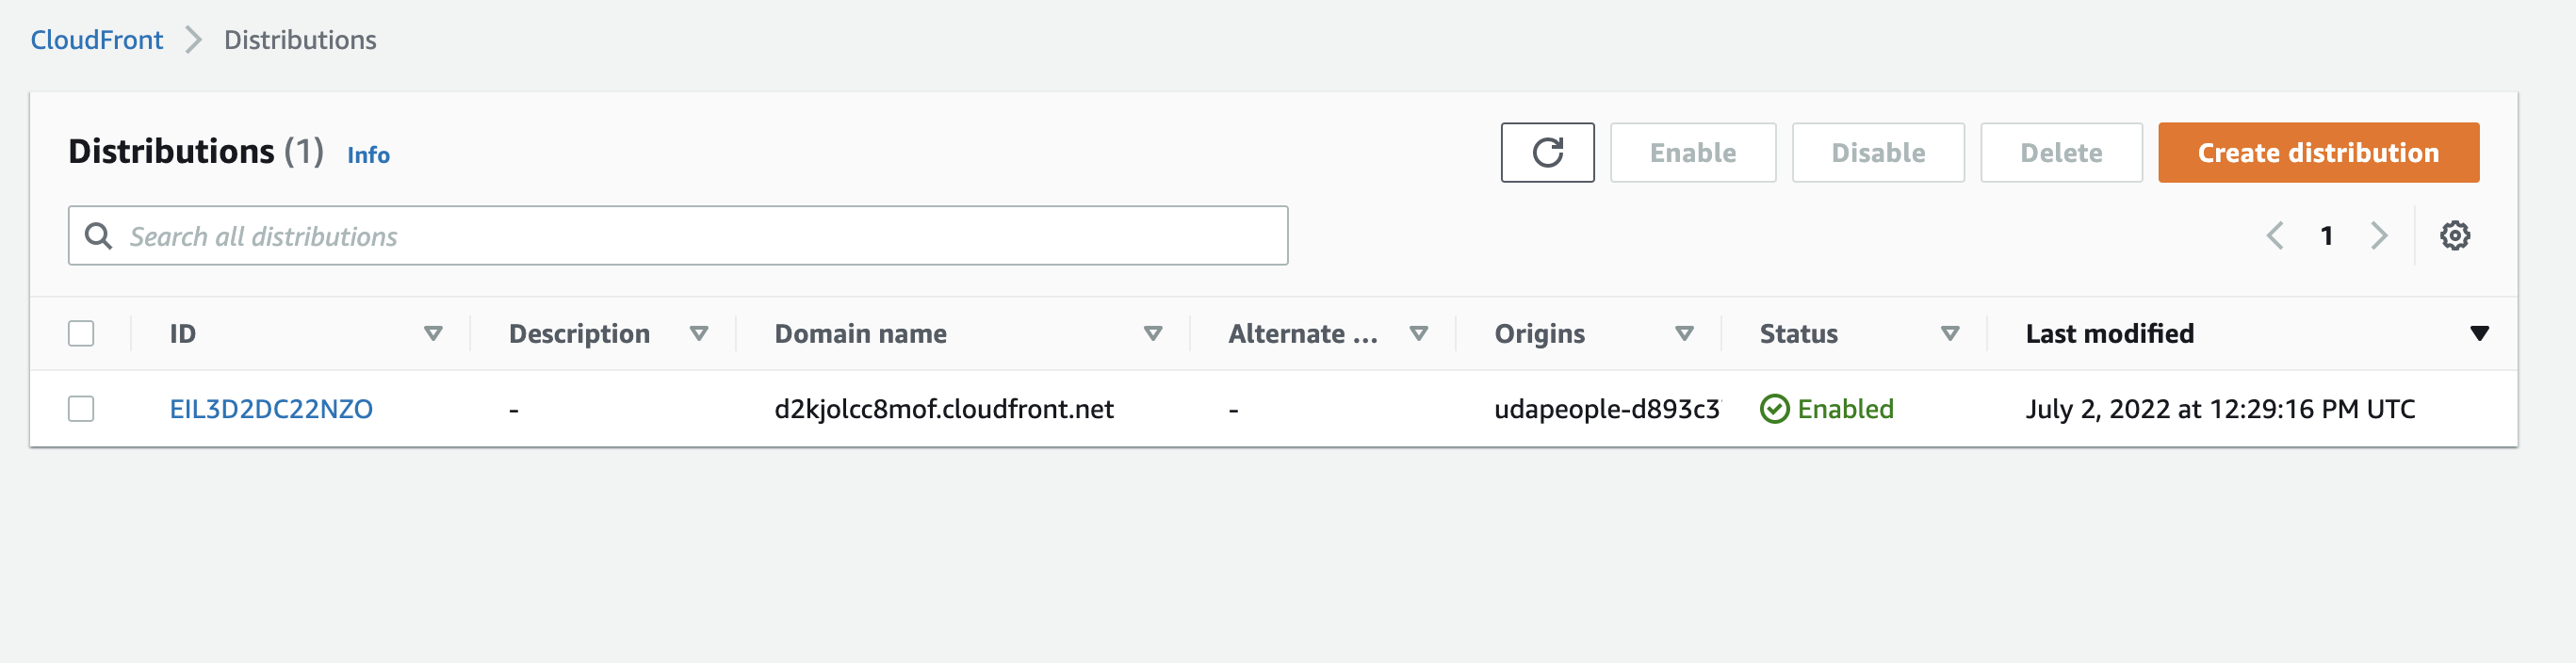 CloudFront > Distributions
Distributions (1) Info
Enable Disable Delete Create distribution
Search all distributions
1
ID Description Domain name Alternate ... Origins Status Last modified
EIL3D2DC22NZO - d2kjolcc8mof.cloudfront.net - udapeople-d893c3 Enabled July 2, 2022 at 12:29:16 PM UTC